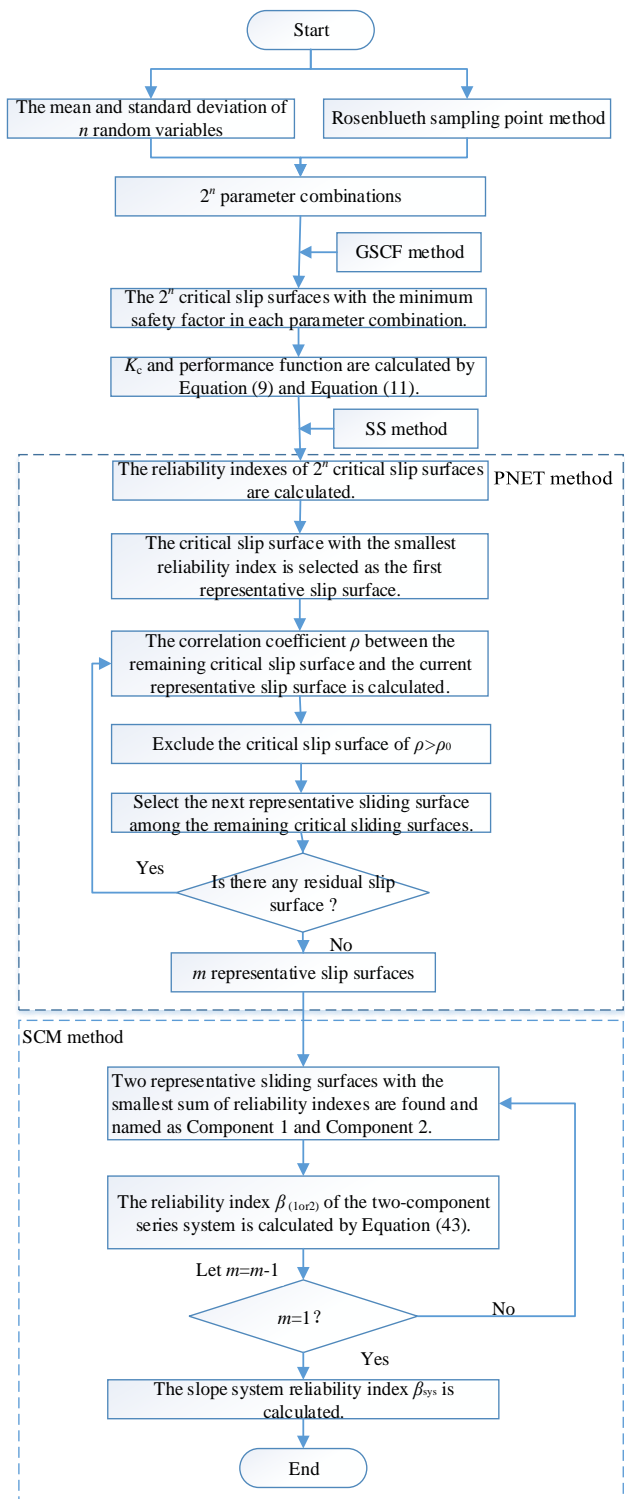 Start
The mean and standard deviation of
n random variables
Rosenblueth sampling point method
2ⁿ parameter combinations
GSCF method
The 2ⁿ critical slip surfaces with the minimum
safety factor in each parameter combination.
Kc and performance function are calculated by
Equation (9) and Equation (11).
SS method
The reliability indexes of 2ⁿ critical slip surfaces
are calculated.
PNET method
The critical slip surface with the smallest
reliability index is selected as the first
representative slip surface.
The correlation coefficient ρ between the
remaining critical slip surface and the current
representative slip surface is calculated.
Exclude the critical slip surface of ρ>ρ₀
Select the next representative sliding surface
among the remaining critical sliding surfaces.
Yes
Is there any residual slip
surface ?
No
m representative slip surfaces
SCM method
Two representative sliding surfaces with the
smallest sum of reliability indexes are found and
named as Component 1 and Component 2.
The reliability index β (1or2) of the two-component
series system is calculated by Equation (43).
Let m=m-1
m=1?
No
Yes
The slope system reliability index βsys is
calculated.
End